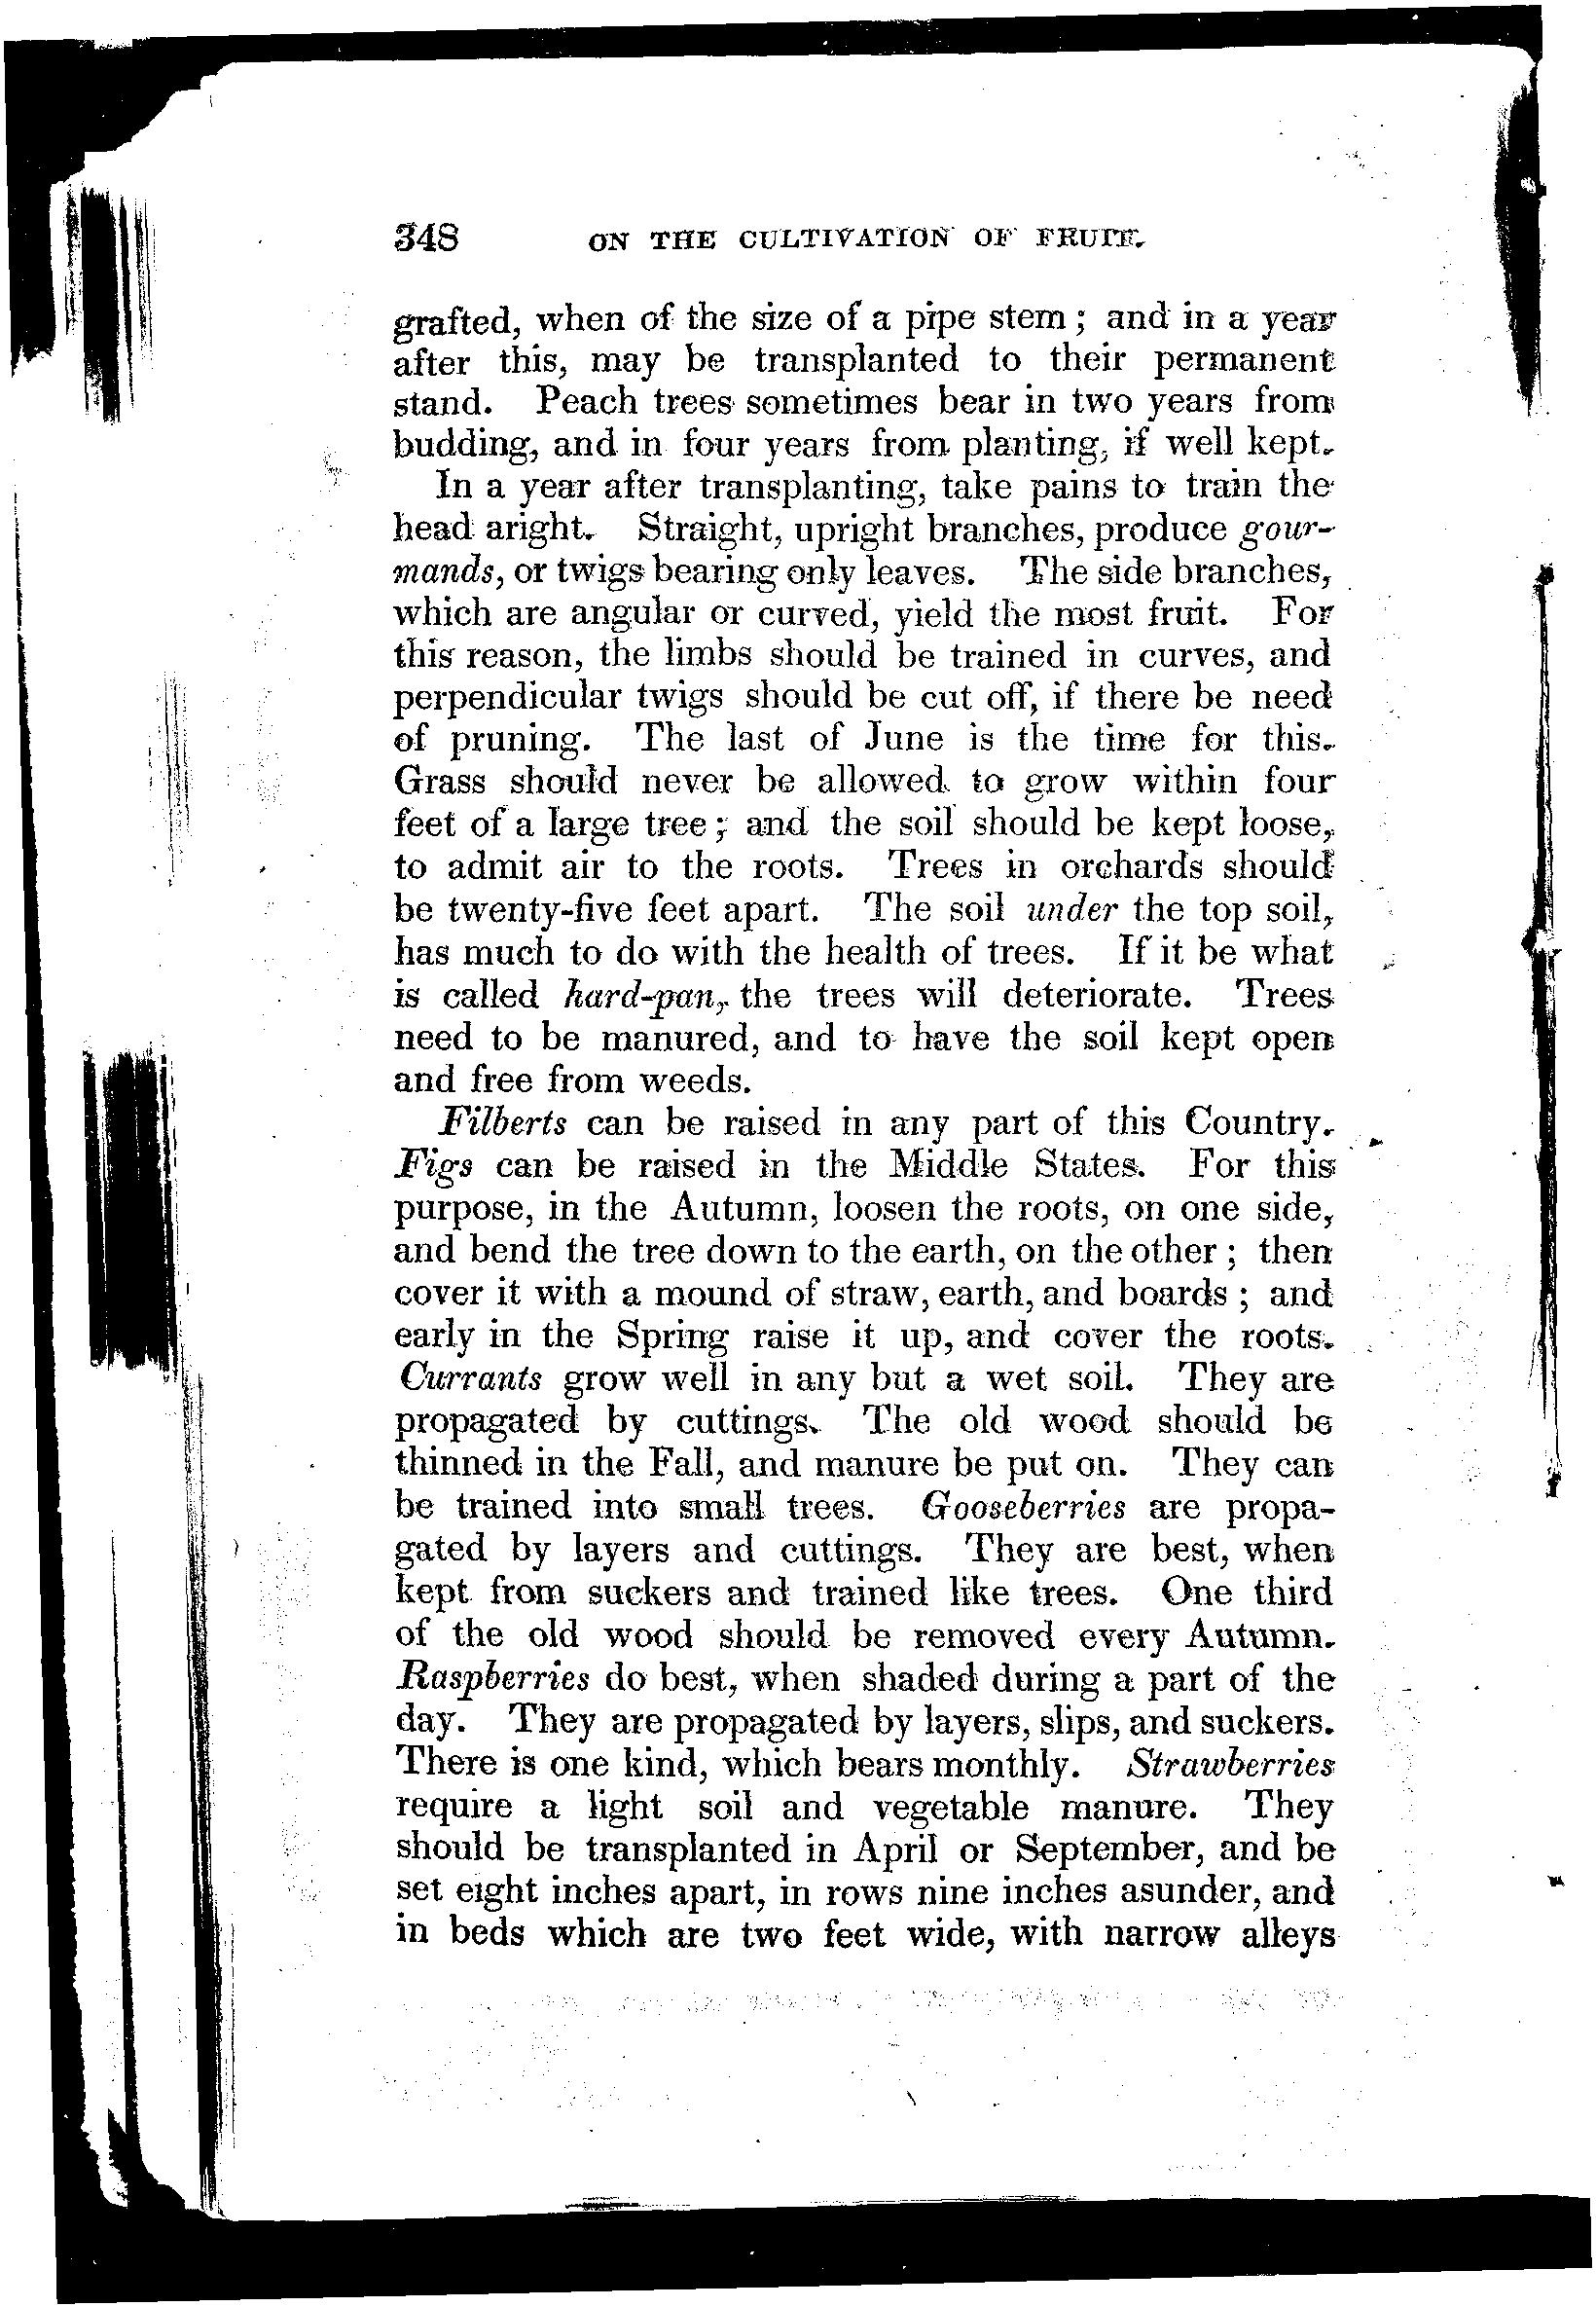 348 ON THE CULTIVATION OF FRUIT.
grafted, when of the size of a pipe stem; and in a year
after this, may be transplanted to their permanent
stand. Peach trees sometimes bear in two years from
budding, and in four years from planting, if well kept.
In a year after transplanting, take pains to train the
head aright. Straight, upright branches, produce gour-
mands, or twigs bearing only leaves. The side branches,
which are angular or curved, yield the most fruit. For
this reason, the limbs should be trained in curves, and
perpendicular twigs should be cut off, if there be need
of pruning. The last of June is the time for this.
Grass should never be allowed to grow within four
feet of a large tree; and the soil should be kept loose,
to admit air to the roots. Trees in orchards should
be twenty-five feet apart. The soil under the top soil,
has much to do with the health of trees. If it be what
is called hard-pan, the trees will deteriorate. Trees
need to be manured, and to have the soil kept open
and free from weeds.
Filberts can be raised in any part of this Country.
Figs can be raised in the Middle States. For this
purpose, in the Autumn, loosen the roots, on one side,
and bend the tree down to the earth, on the other; then
cover it with a mound of straw, earth, and boards; and
early in the Spring raise it up, and cover the roots.
Currants grow well in any but a wet soil. They are
propagated by cuttings. The old wood should be
thinned in the Fall, and manure be put on. They can
be trained into small trees. Gooseberries are propa-
gated by layers and cuttings. They are best, when
kept from suckers and trained like trees. One third
of the old wood should be removed every Autumn.
Raspberries do best, when shaded during a part of the
day. They are propagated by layers, slips, and suckers.
There is one kind, which bears monthly. Strawberries
require a light soil and vegetable manure. They
should be transplanted in April or September, and be
set eight inches apart, in rows nine inches asunder, and
in beds which are two feet wide, with narrow alleys